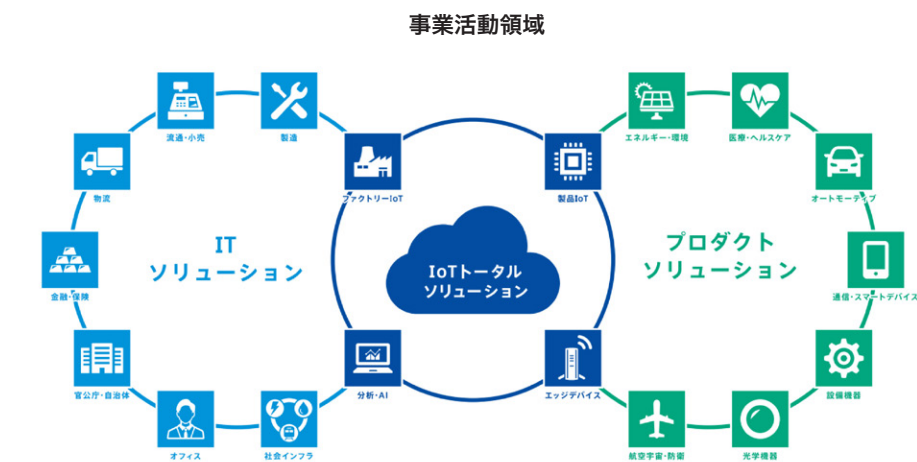 事業活動領域
流通・小売
製造
エネルギー・環境
医療・ヘルスケア
物流
ファクトリーIoT
製品IoT
オートモーティブ
IT
ソリューション
IoTトータル
ソリューション
プロダクト
ソリューション
金融・保険
通信・スマートデバイス
官公庁・自治体
分析・AI
エッジデバイス
設備機器
オフィス
社会インフラ
航空宇宙・防衛
光学機器